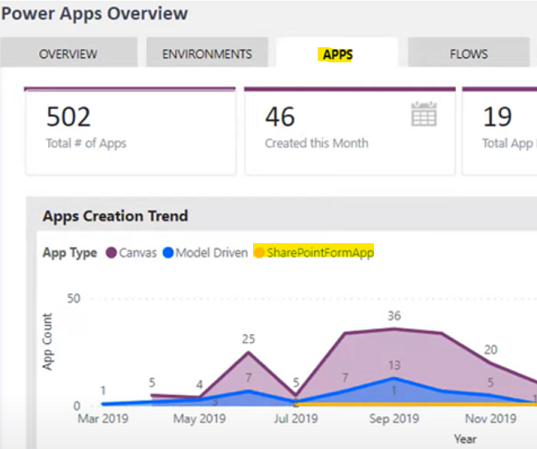 Power Apps Overview
OVERVIEW ENVIRONMENTS APPS FLOWS
502 46 19
Total # of Apps Created this Month Total App
Apps Creation Trend
App Type Canvas Model Driven SharePointFormApp
50
36
25
20
13
1 5 4 7 5 7 1 5
3 2
0
App Count
Mar 2019 May 2019 Jul 2019 Sep 2019 Nov 2019
Year